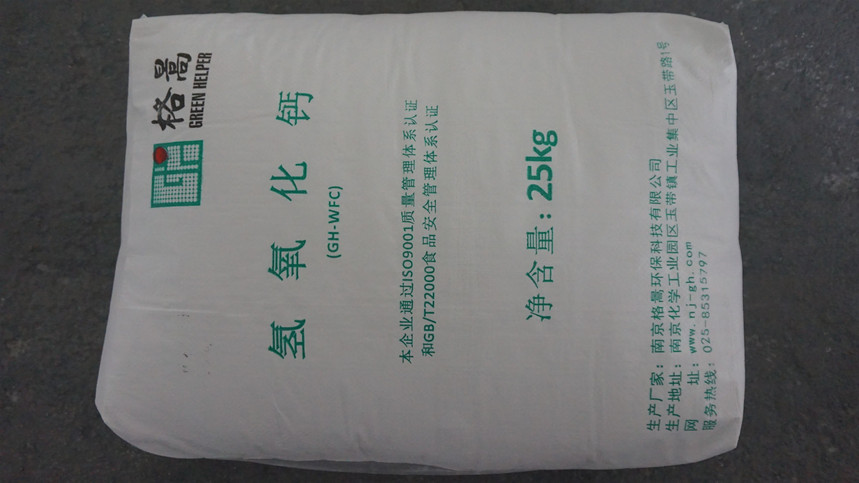 格嵩
GREEN HELPER
氢氧化钙
(GH-WFC)
本企业通过ISO9001质量管理体系认证
和GB/T22000食品安全管理体系认证
净含量：25kg
生产厂家：南京格嵩环保科技有限公司
生产地址：南京化学工业园区玉带镇工业集中区玉带路1号
网　　址：www.nj-gh.com
服务热线：025-85315797